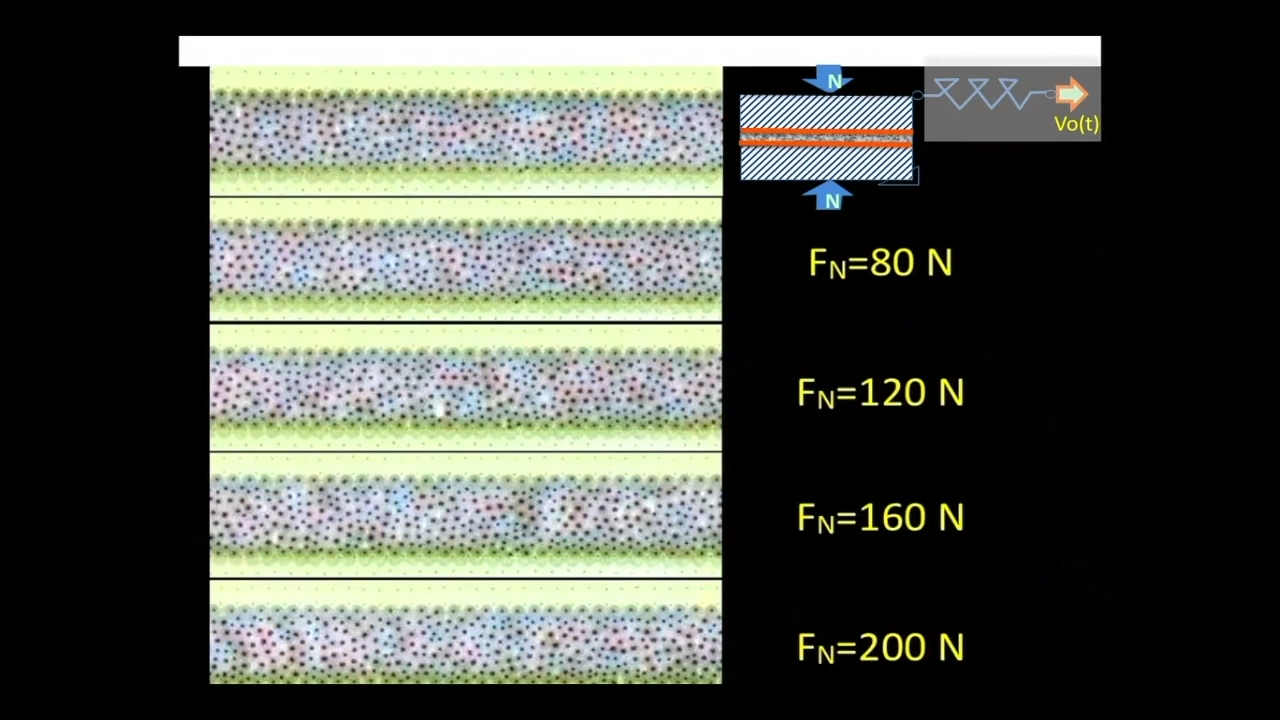 N
Vo(t)
N
FN=80 N
FN=120 N
FN=160 N
FN=200 N